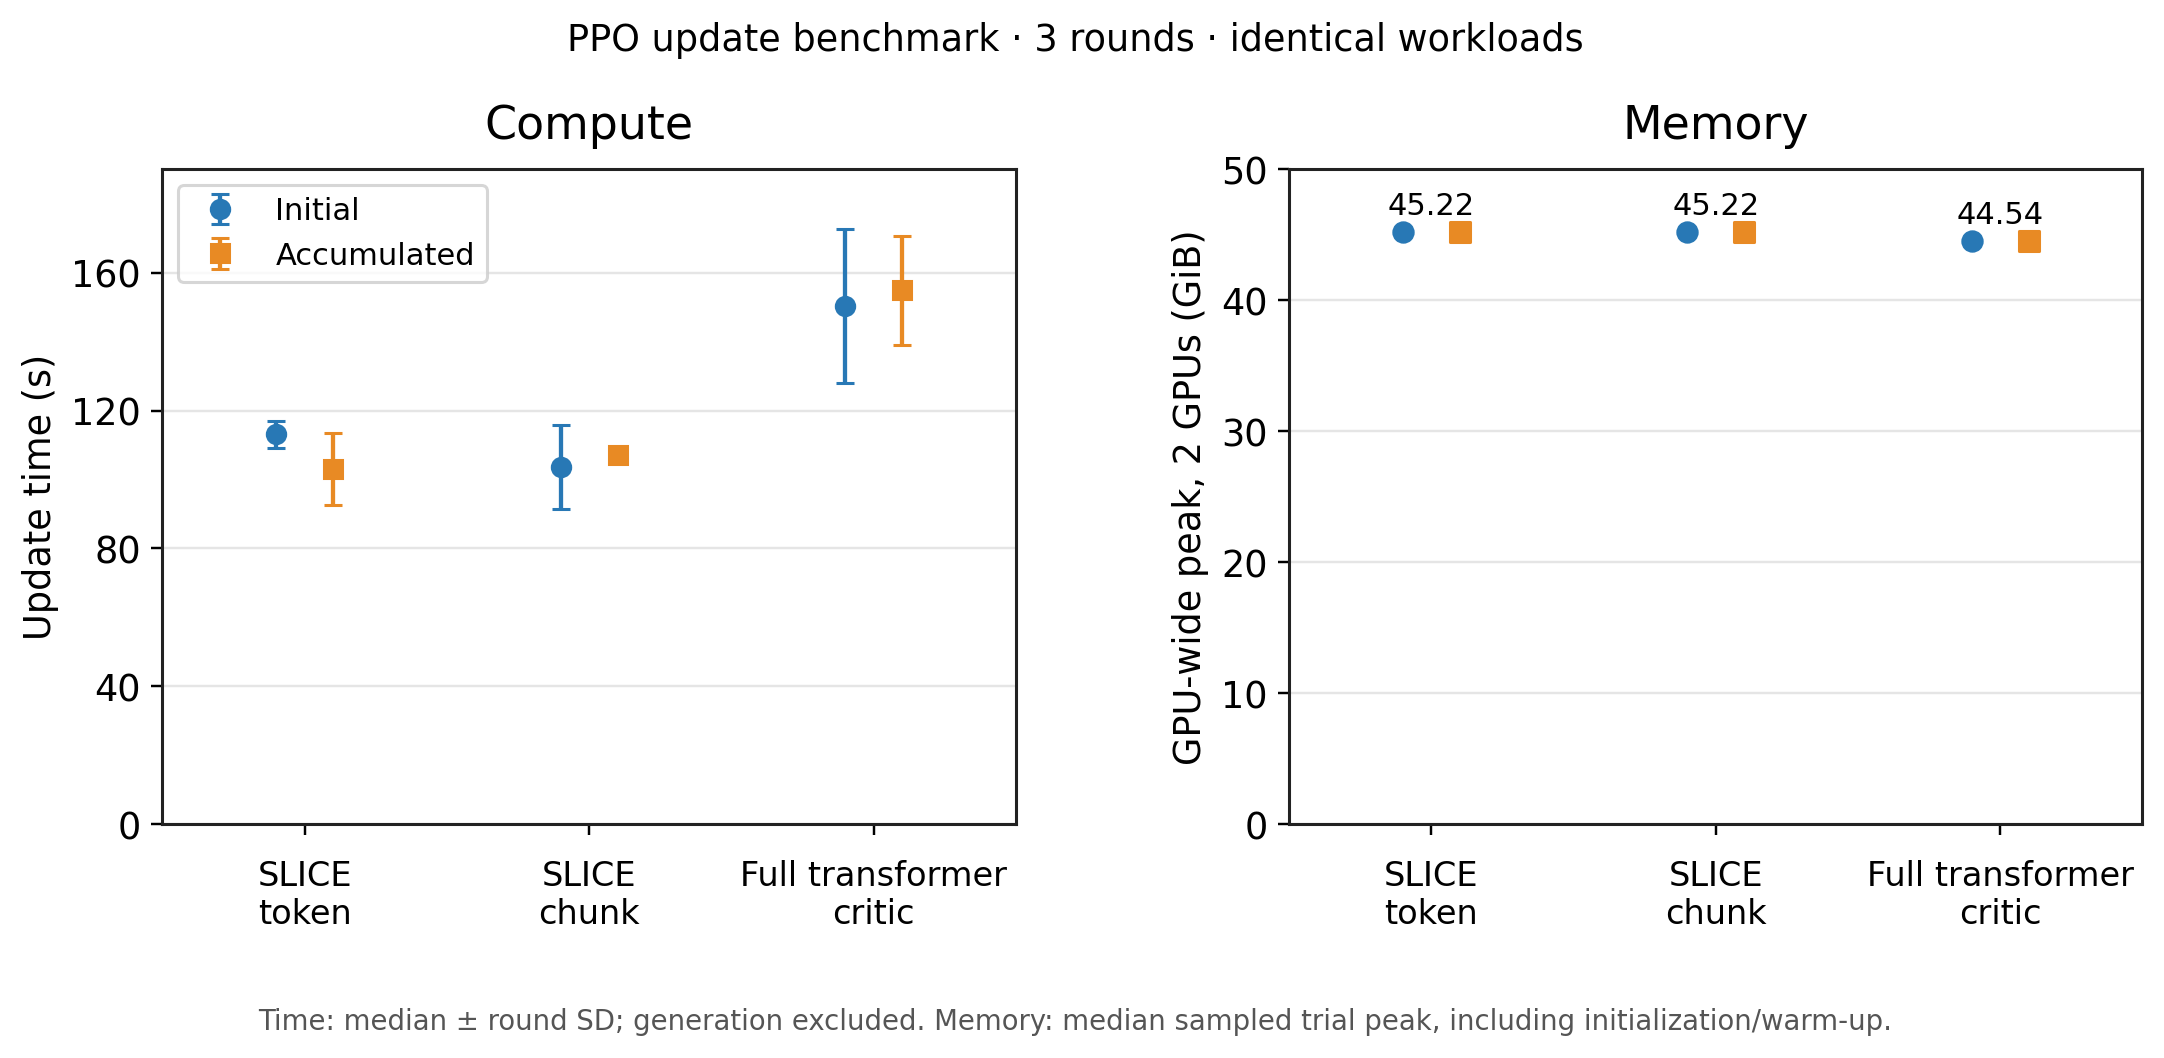 PPO update benchmark · 3 rounds · identical workloads
Compute
Initial
Accumulated
Update time (s)
160
120
80
40
0
SLICE
token
SLICE
chunk
Full transformer
critic
Memory
GPU-wide peak, 2 GPUs (GiB)
50
40
30
20
10
0
45.22
45.22
44.54
SLICE
token
SLICE
chunk
Full transformer
critic
Time: median ± round SD; generation excluded. Memory: median sampled trial peak, including initialization/warm-up.